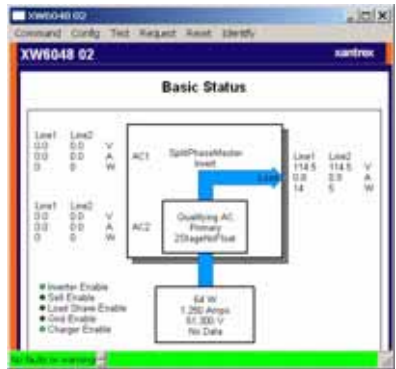 XW6048 02
Command Config Test Request Reset Identify
XW6048 02 xantrex
Basic Status
Line1 Line2
0.0 0.0 V
0.0 0.0 A
0 0 W
AC1
SplitPhaseMaster
Invert
Load
Line1 Line2
114.5 114.5 V
0.8 A
14 5 W
Line1 Line2
0.0 0.0 V
0.0 0.0 A
0 0 W
AC2
Qualifying AC
Primary
2StageNoFloat
Inverter Enable
Sell Enable
Load Shave Enable
Grid Enable
Charger Enable
64 W
1.250 Amps
51.300 V
No Data
No faults or warnings